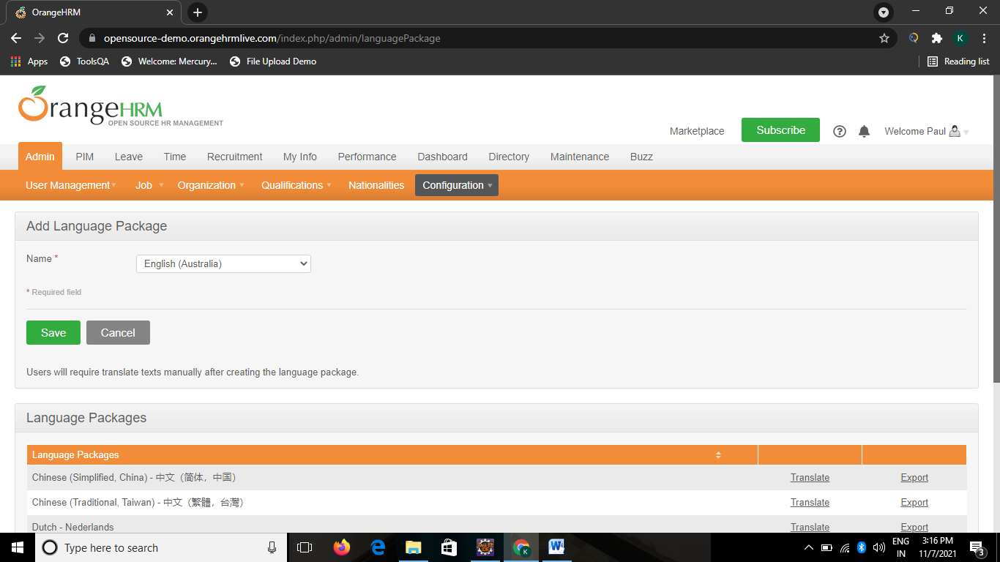 OrangeHRM
opensource-demo.orangehrmlive.com/index.php/admin/languagePackage
K
Apps ToolsQA Welcome: Mercury... File Upload Demo Reading list
OrangeHRM
OPEN SOURCE HR MANAGEMENT
Marketplace Subscribe Welcome Paul
Admin PIM Leave Time Recruitment My Info Performance Dashboard Directory Maintenance Buzz
User Management Job Organization Qualifications Nationalities Configuration
Add Language Package
Name * English (Australia)
* Required field
Save Cancel
Users will require translate texts manually after creating the language package.
Language Packages
Language Packages
Chinese (Simplified, China) - 中文（简体，中国） Translate Export
Chinese (Traditional, Taiwan) - 中文（繁體，台灣） Translate Export
Dutch - Nederlands Translate Export
Type here to search
ENG 3:16 PM
IN 11/7/2021 3